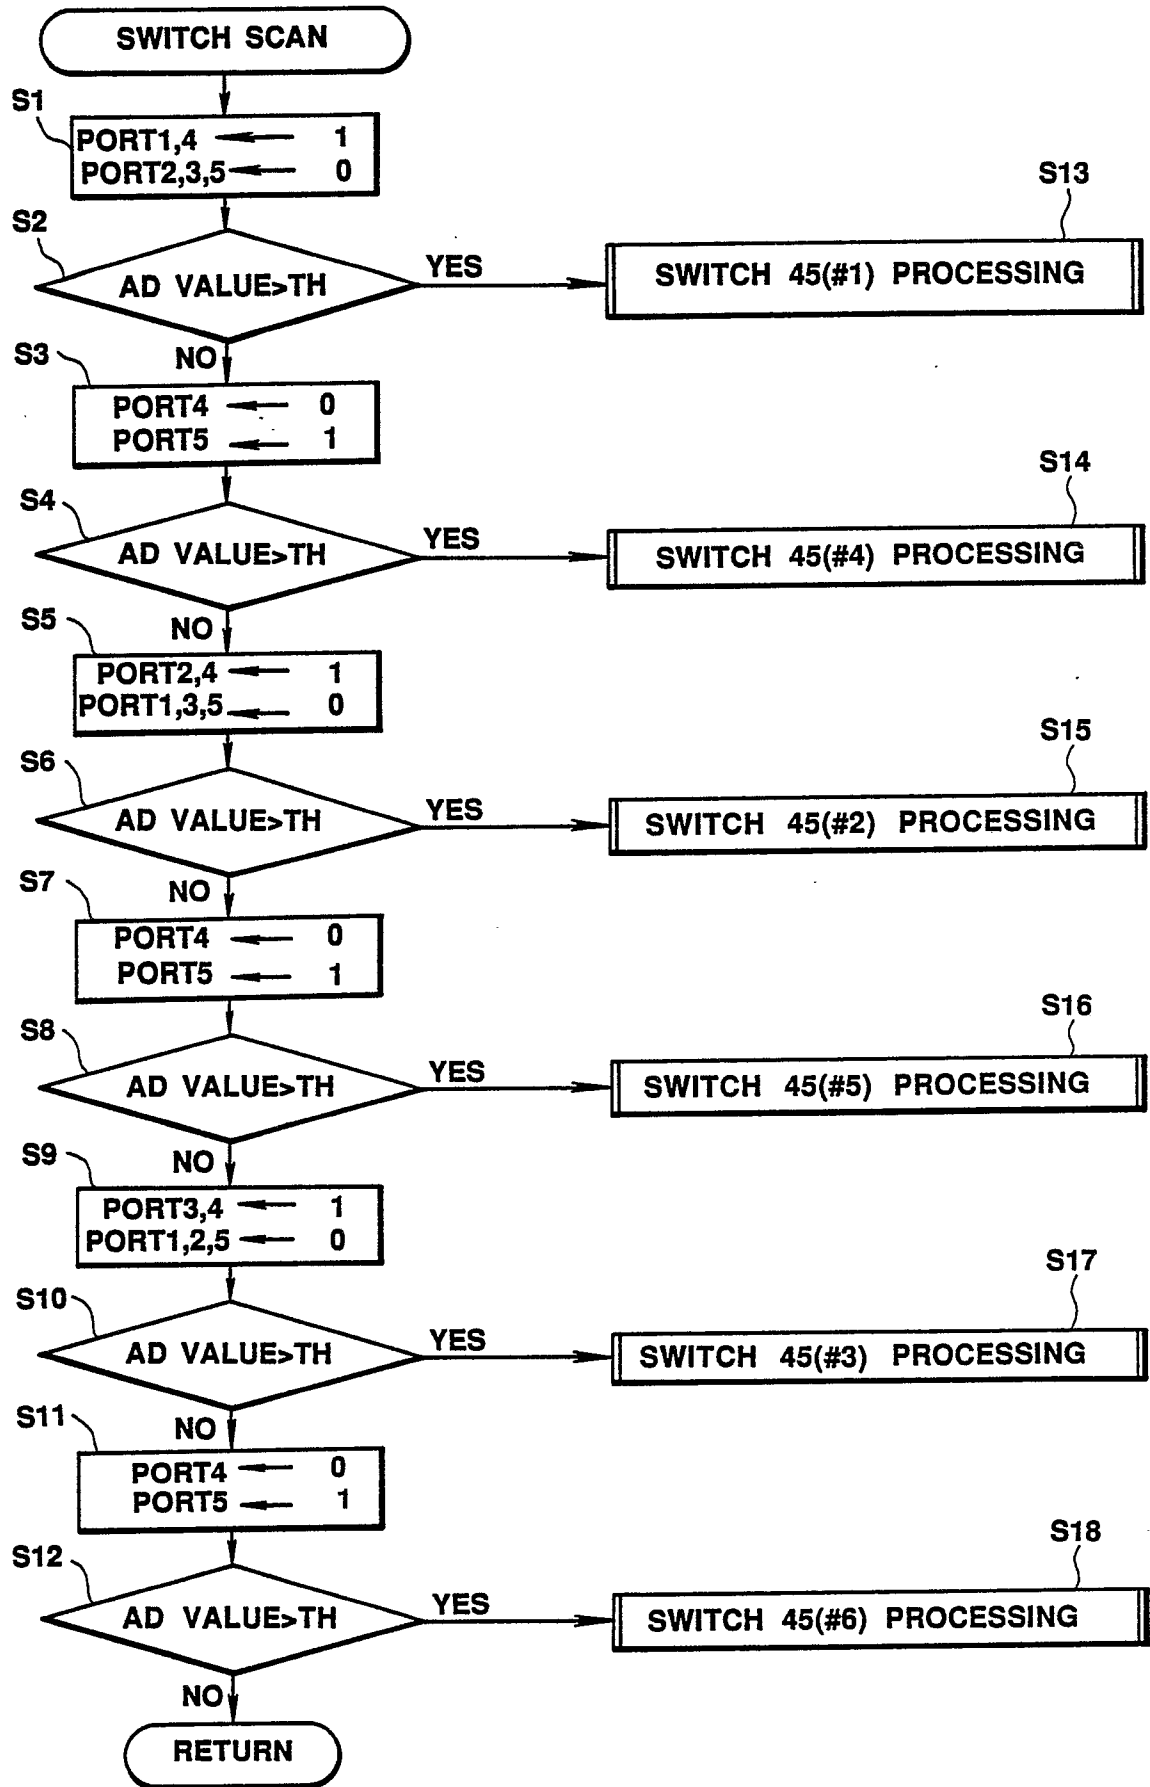 SWITCH SCAN
S1
PORT1,4 ← 1
PORT2,3,5 ← 0
S2
AD VALUE>TH
YES
S13
SWITCH 45(#1) PROCESSING
NO
S3
PORT4 ← 0
PORT5 ← 1
S4
AD VALUE>TH
YES
S14
SWITCH 45(#4) PROCESSING
NO
S5
PORT2,4 ← 1
PORT1,3,5 ← 0
S6
AD VALUE>TH
YES
S15
SWITCH 45(#2) PROCESSING
NO
S7
PORT4 ← 0
PORT5 ← 1
S8
AD VALUE>TH
YES
S16
SWITCH 45(#5) PROCESSING
NO
S9
PORT3,4 ← 1
PORT1,2,5 ← 0
S10
AD VALUE>TH
YES
S17
SWITCH 45(#3) PROCESSING
NO
S11
PORT4 ← 0
PORT5 ← 1
S12
AD VALUE>TH
YES
S18
SWITCH 45(#6) PROCESSING
NO
RETURN